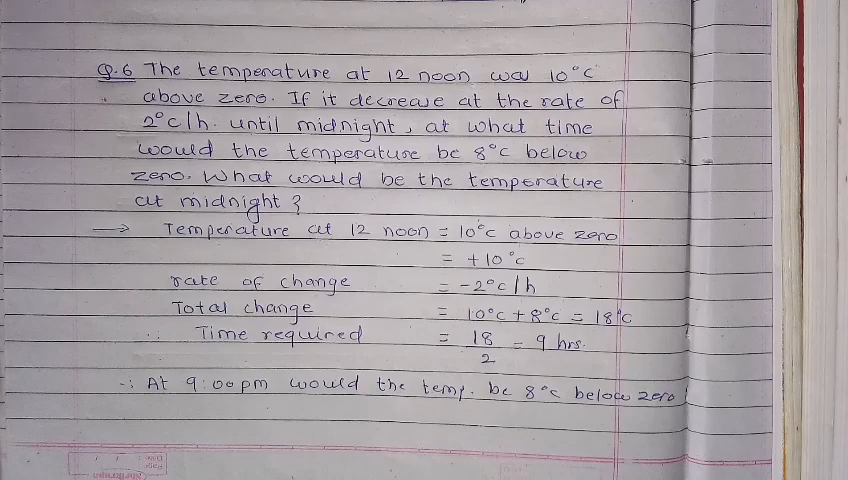 Q.6 The temperature at 12 noon was 10°C
above zero. If it decrease at the rate of
2°c/h. until midnight, at what time
would the temperature be 8°C below
zero. What would be the temperature
at midnight?
→ Temperature at 12 noon = 10°C above zero
= +10°C
rate of change = -2°c/h
Total change = 10°C + 8°C = 18°C
∴ Time required = 18/2 = 9 hrs.
∴ At 9:00pm would the temp. be 8°C below zero
Page
Date : / /